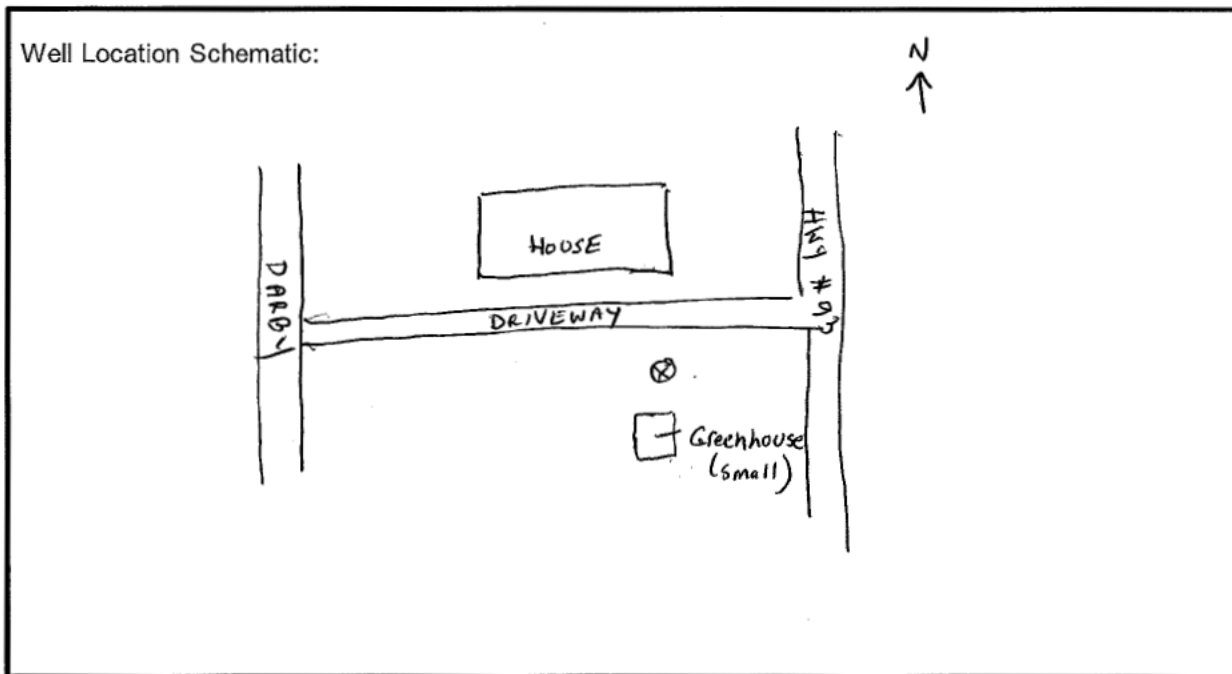 Well Location Schematic:
N
HOUSE
HWY #93
DARBY
DRIVEWAY
Greenhouse
(small)